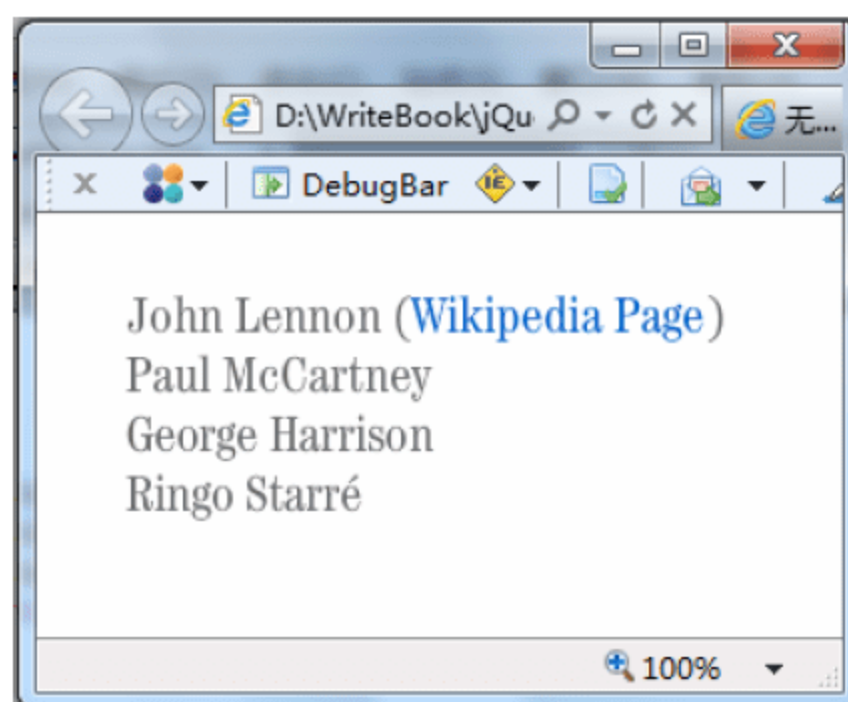 D:\WriteBook\jQu
无...
DebugBar
John Lennon (Wikipedia Page)
Paul McCartney
George Harrison
Ringo Starré
100%